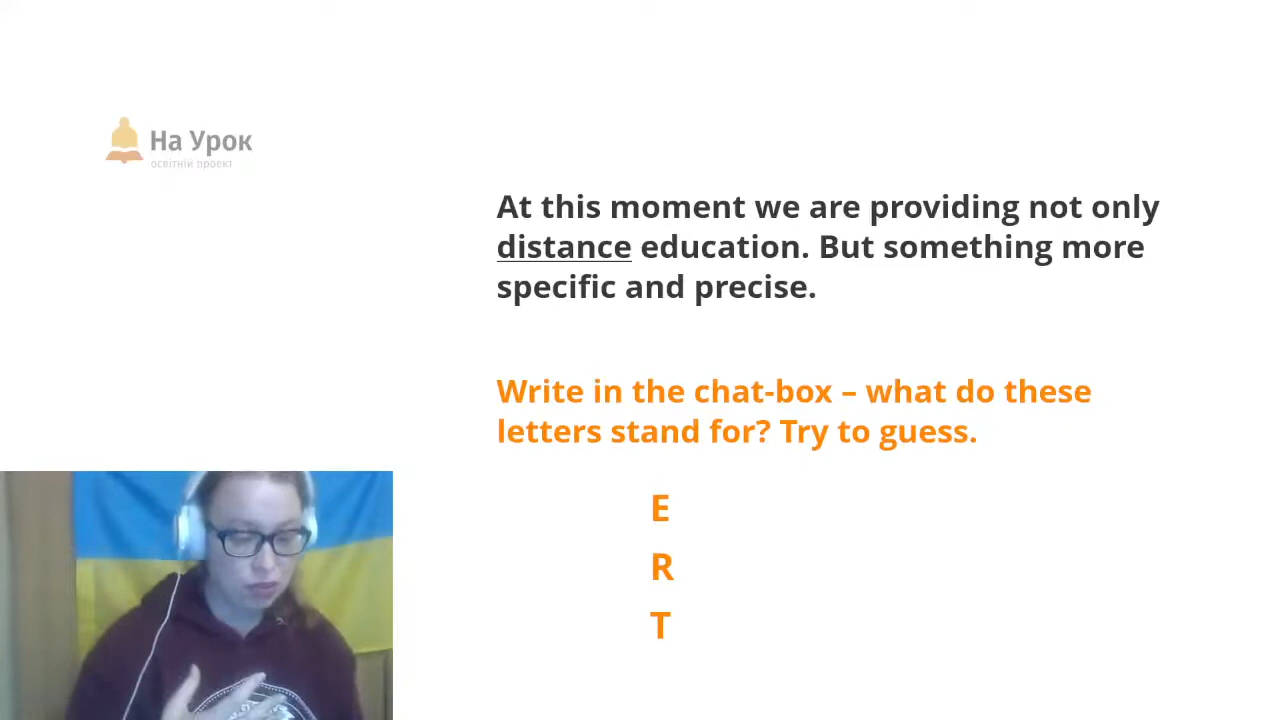 На Урок
освітній проект
At this moment we are providing not only
distance education. But something more
specific and precise.
Write in the chat-box – what do these
letters stand for? Try to guess.
E
R
T